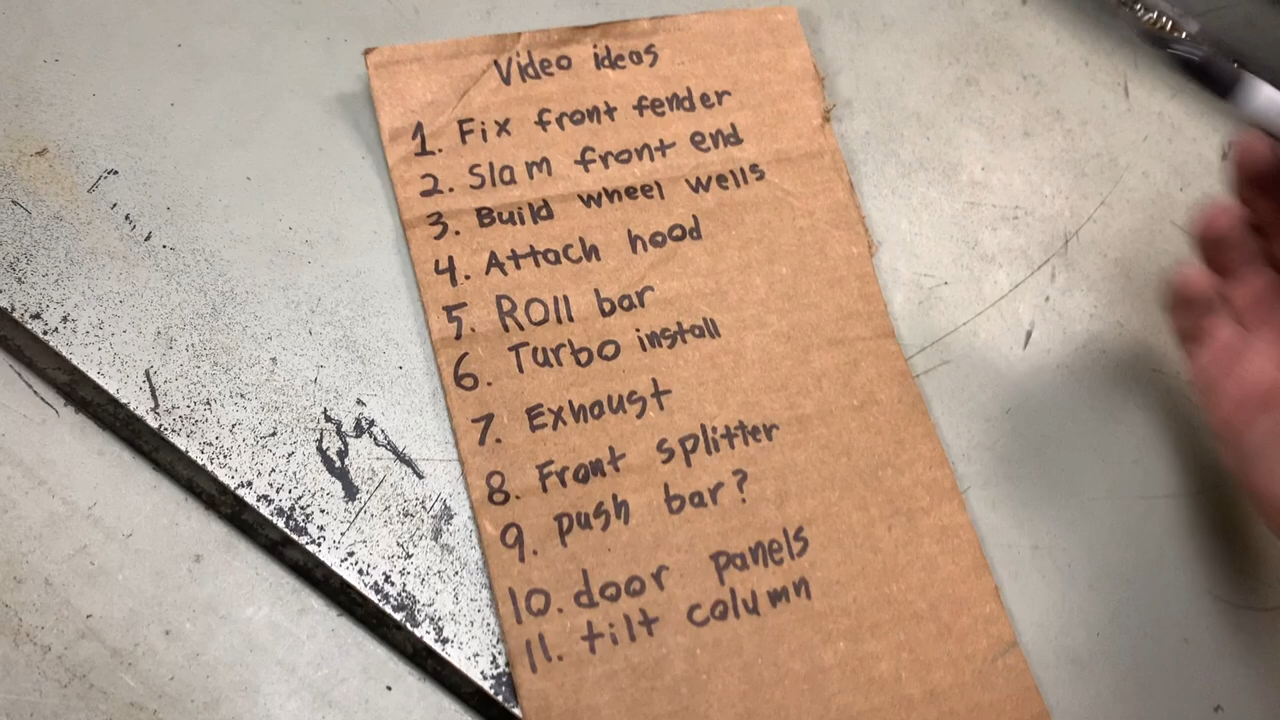 Video ideas
1. Fix front fender
2. Slam front end
3. Build wheel wells
4. Attach hood
5. Roll bar
6. Turbo install
7. Exhaust
8. Front splitter
9. push bar?
10. door panels
11. tilt column